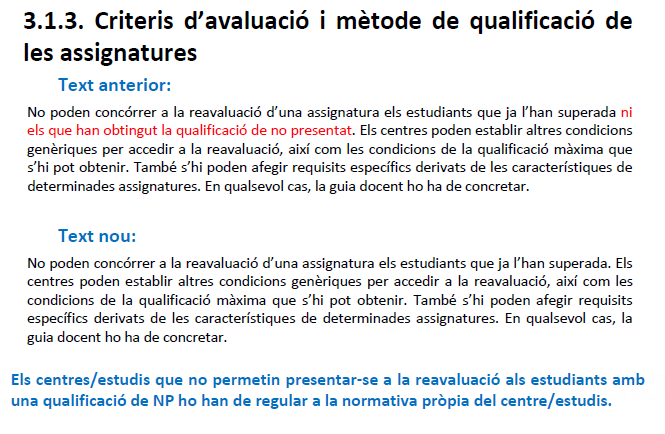 3.1.3. Criteris d’avaluació i mètode de qualificació de
les assignatures
Text anterior:
No poden concórrer a la reavaluació d’una assignatura els estudiants que ja l’han superada ni
els que han obtingut la qualificació de no presentat. Els centres poden establir altres condicions
genèriques per accedir a la reavaluació, així com les condicions de la qualificació màxima que
s’hi pot obtenir. També s’hi poden afegir requisits específics derivats de les característiques de
determinades assignatures. En qualsevol cas, la guia docent ho ha de concretar.
Text nou:
No poden concórrer a la reavaluació d’una assignatura els estudiants que ja l’han superada. Els
centres poden establir altres condicions genèriques per accedir a la reavaluació, així com les
condicions de la qualificació màxima que s’hi pot obtenir. També s’hi poden afegir requisits
específics derivats de les característiques de determinades assignatures. En qualsevol cas, la
guia docent ho ha de concretar.
Els centres/estudis que no permetin presentar-se a la reavaluació als estudiants amb
una qualificació de NP ho han de regular a la normativa pròpia del centre/estudis.